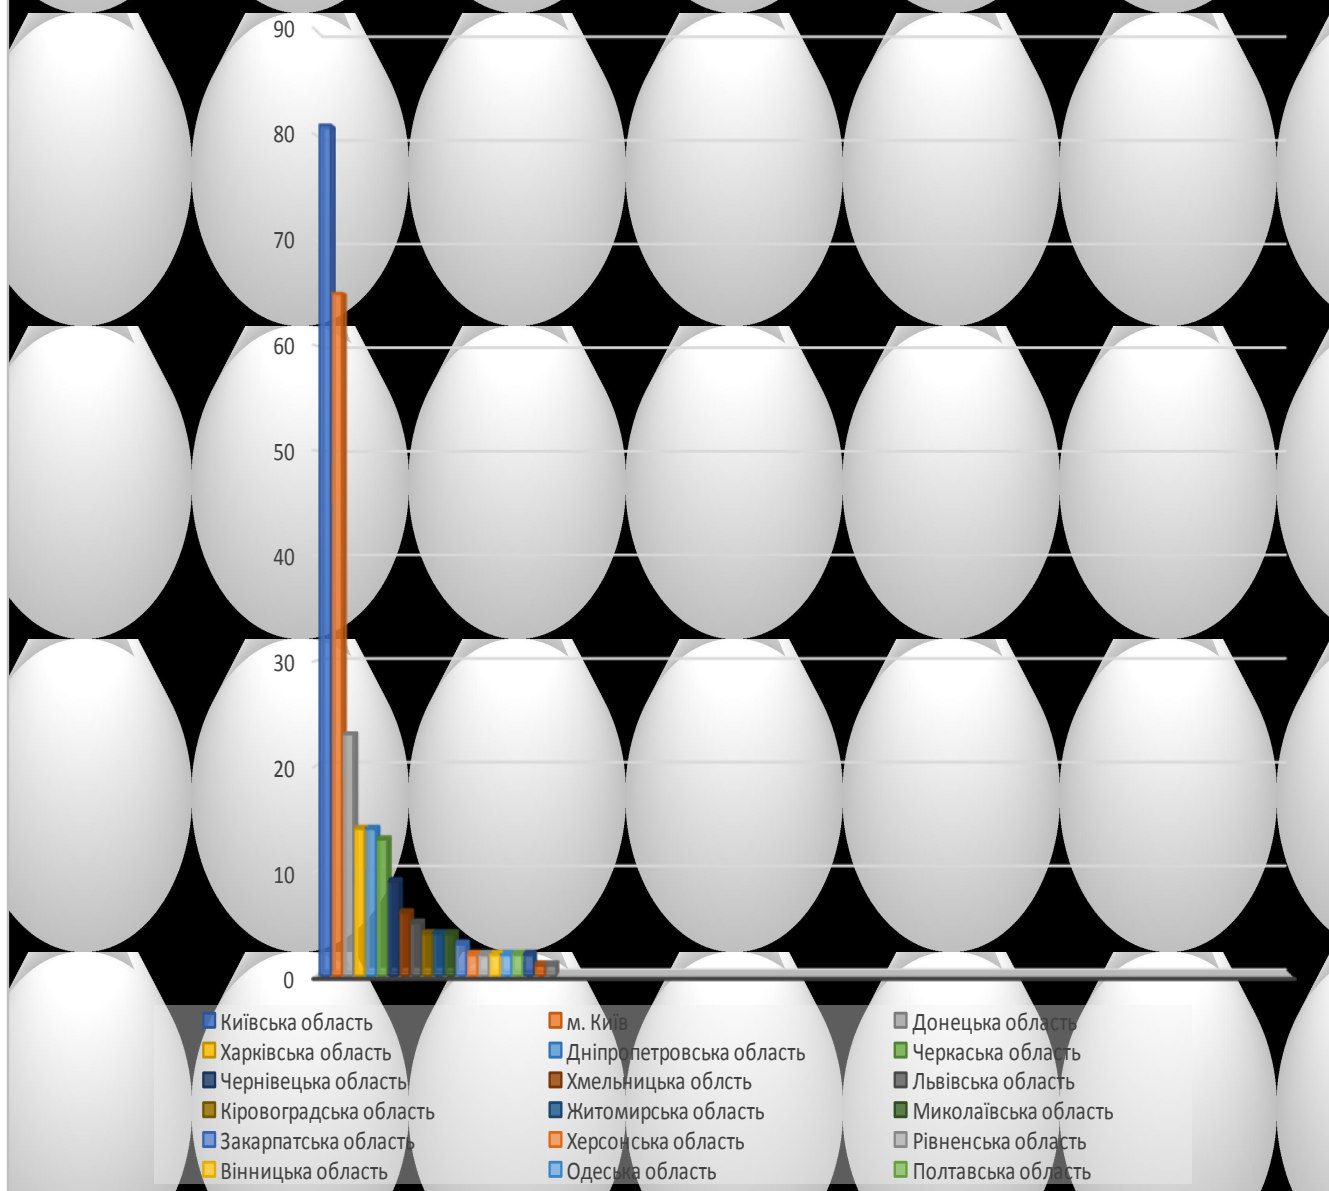 90
80
70
60
50
40
30
20
10
0
Київська область м. Київ Донецька область
Харківська область Дніпропетровська область Черкаська область
Чернівецька область Хмельницька облсть Львівська область
Кіровоградська область Житомирська область Миколаївська область
Закарпатська область Херсонська область Рівненська область
Вінницька область Одеська область Полтавська область